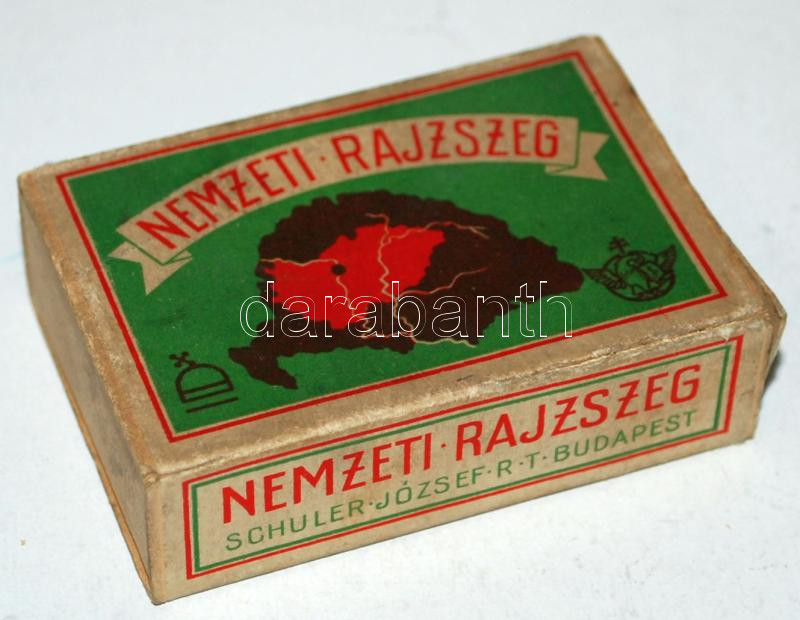 NEMZETI · RAJZSZEG
darabanth
NEMZETI · RAJZSZEG
SCHULER · JÓZSEF · R · T · BUDAPEST